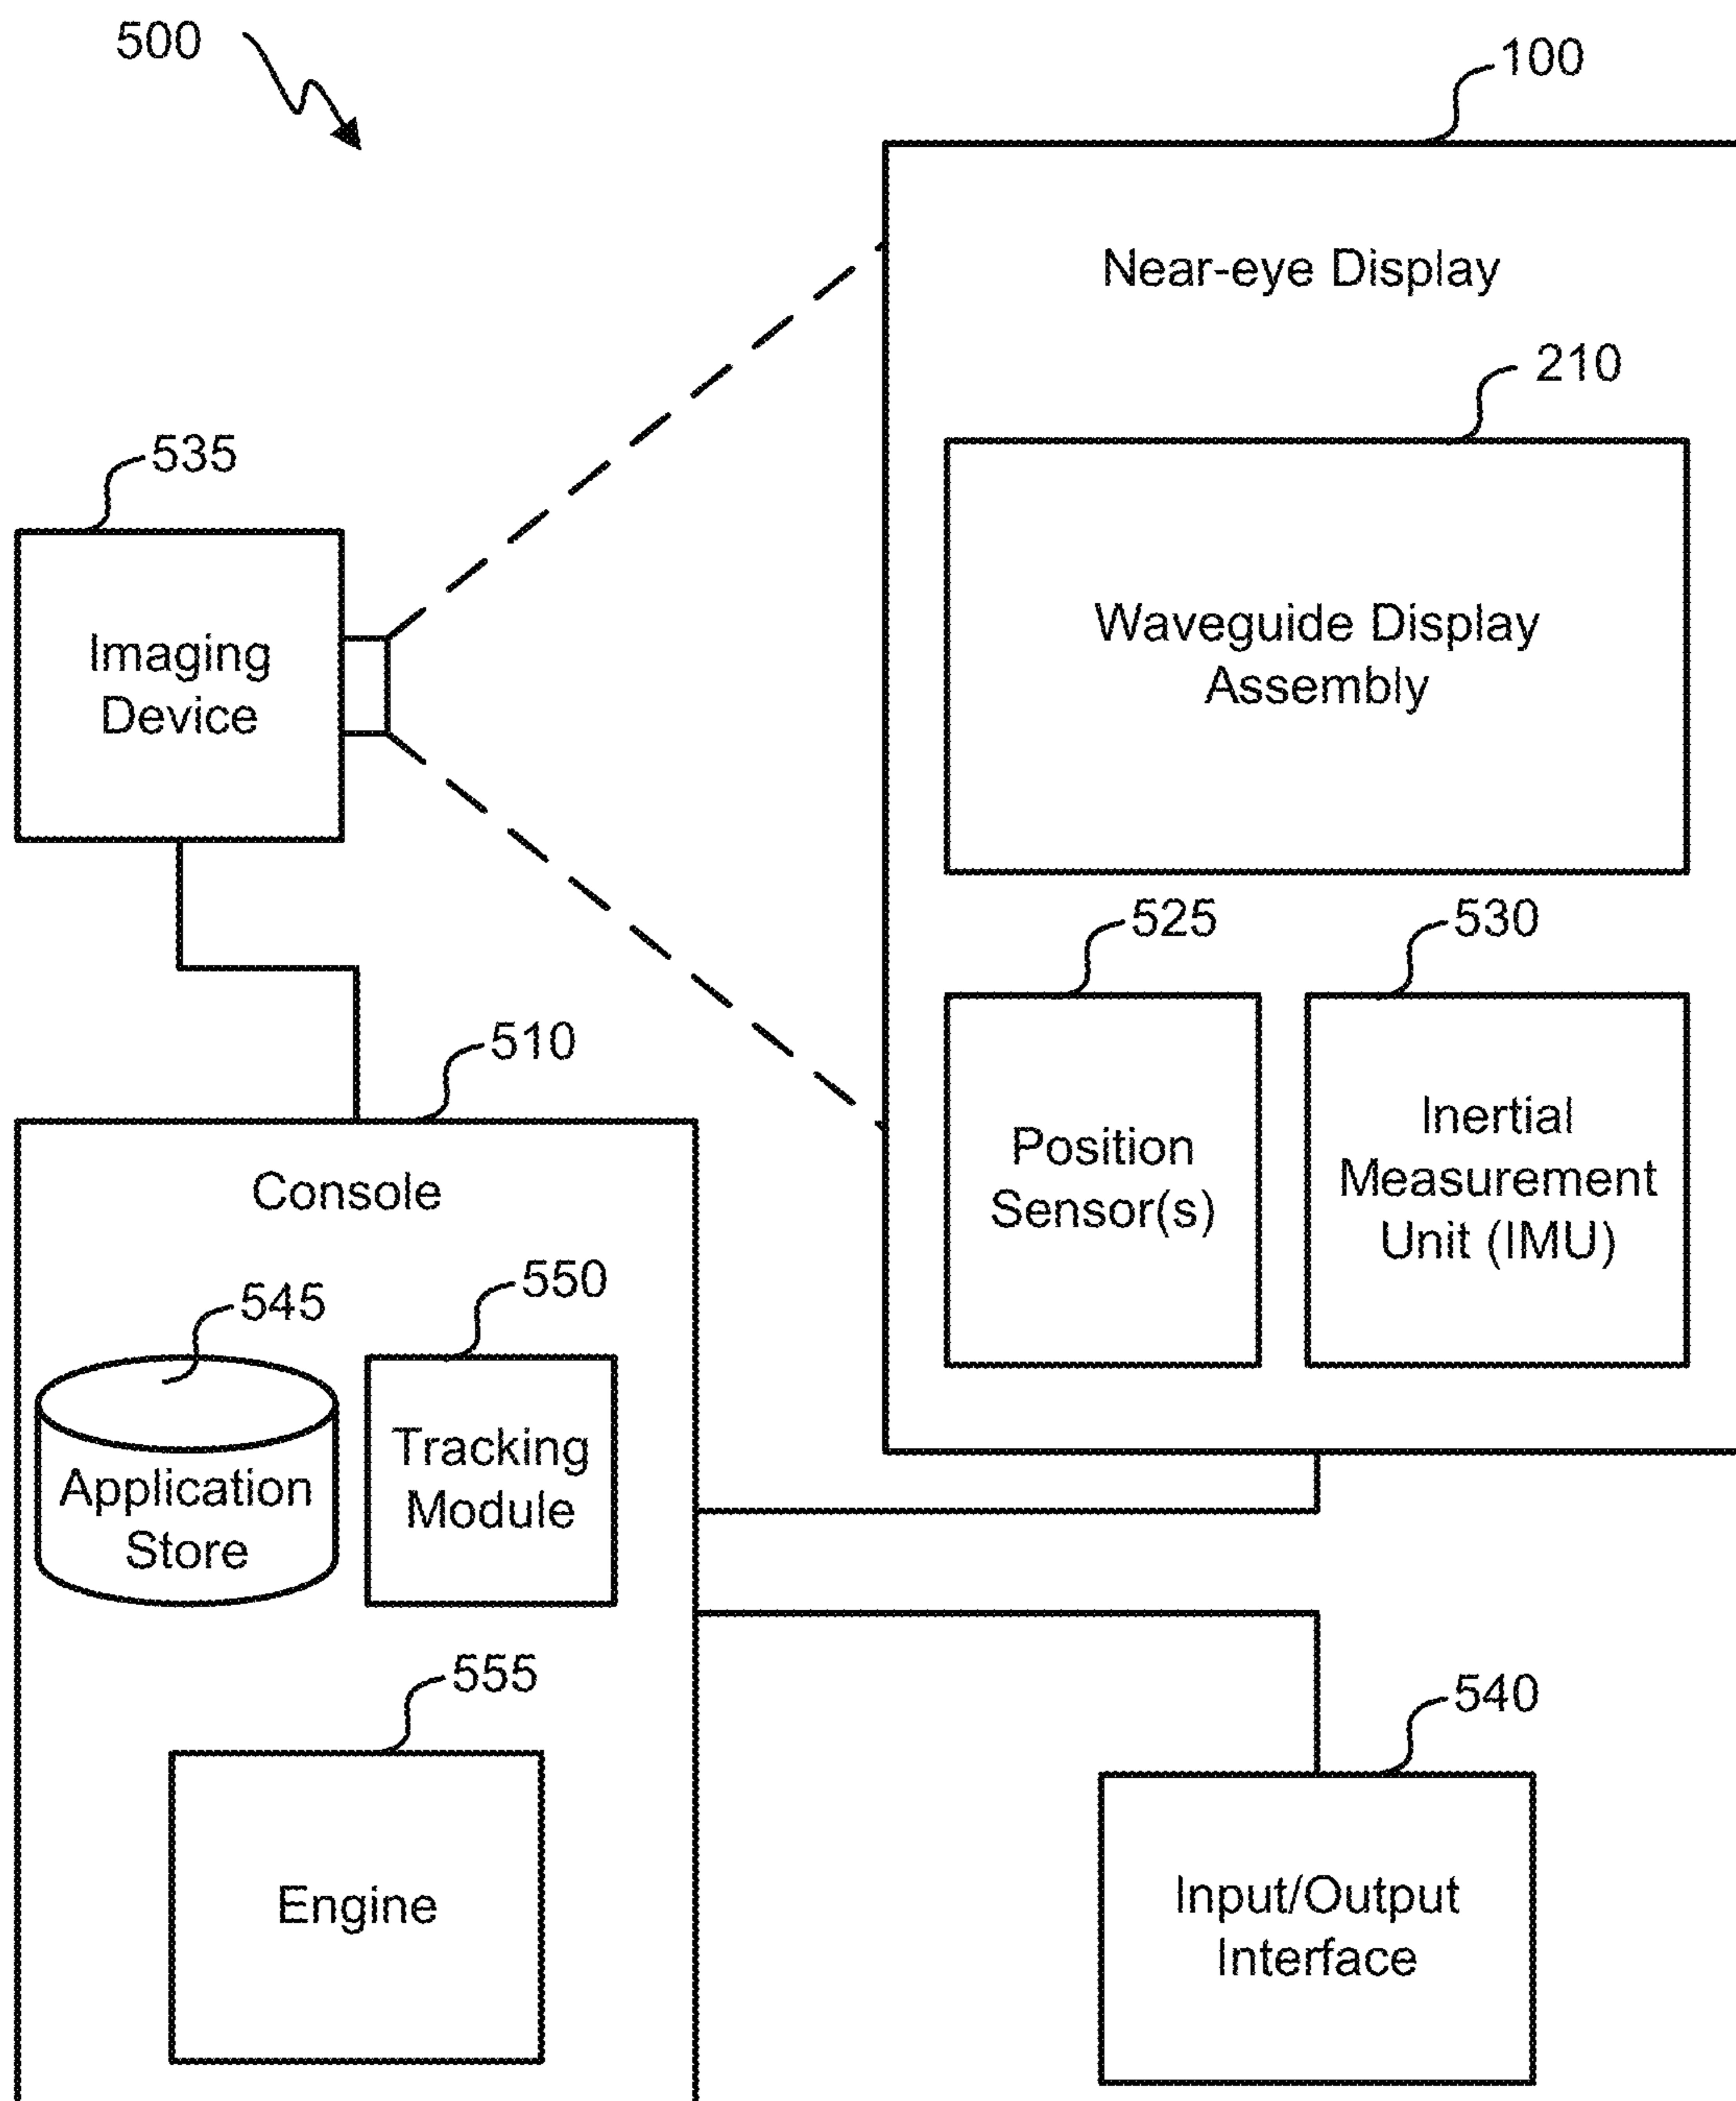 500
100
Near-eye Display
210
Waveguide Display
Assembly
535
Imaging
Device
525
530
Position
Sensor(s)
Inertial
Measurement
Unit (IMU)
510
Console
545
550
Application
Store
Tracking
Module
555
Engine
540
Input/Output
Interface